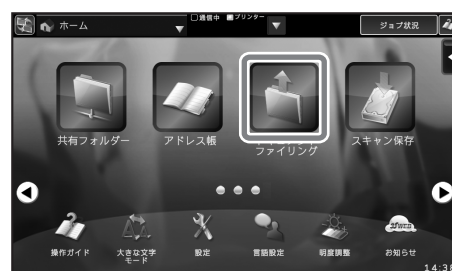 ホーム
□通信中 ■プリンター
ジョブ状況
共有フォルダー
アドレス帳
ファイリング
スキャン保存
操作ガイド
大きな文字
モード
設定
言語設定
明度調整
お知らせ
14:38